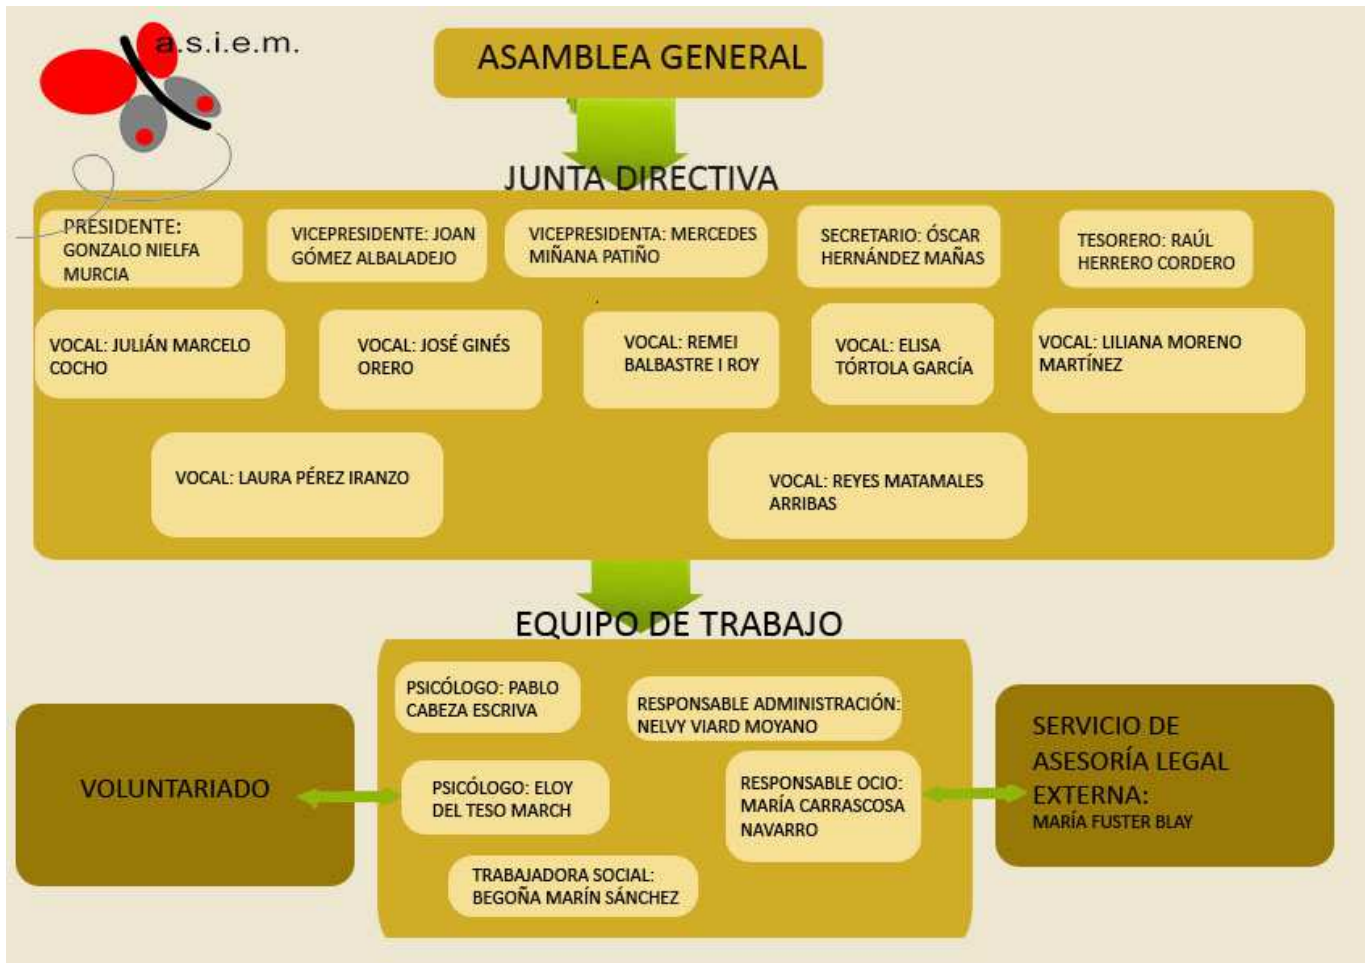 a.s.i.e.m.
ASAMBLEA GENERAL
JUNTA DIRECTIVA
PRESIDENTE:
GONZALO NIELFA
MURCIA
VICEPRESIDENTE: JOAN
GÓMEZ ALBALADEJO
VICEPRESIDENTA: MERCEDES
MIÑANA PATIÑO
SECRETARIO: ÓSCAR
HERNÁNDEZ MAÑAS
TESORERO: RAÚL
HERRERO CORDERO
VOCAL: JULIÁN MARCELO
COCHO
VOCAL: JOSÉ GINÉS
ORERO
VOCAL: REMEI
BALBASTRE I ROY
VOCAL: ELISA
TÓRTOLA GARCÍA
VOCAL: LILIANA MORENO
MARTÍNEZ
VOCAL: LAURA PÉREZ IRANZO
VOCAL: REYES MATAMALES
ARRIBAS
EQUIPO DE TRABAJO
PSICÓLOGO: PABLO
CABEZA ESCRIVA
RESPONSABLE ADMINISTRACIÓN:
NELVY VIARD MOYANO
VOLUNTARIADO
PSICÓLOGO: ELOY
DEL TESO MARCH
RESPONSABLE OCIO:
MARÍA CARRASCOSA
NAVARRO
TRABAJADORA SOCIAL:
BEGOÑA MARÍN SÁNCHEZ
SERVICIO DE
ASESORÍA LEGAL
EXTERNA:
MARÍA FUSTER BLAY